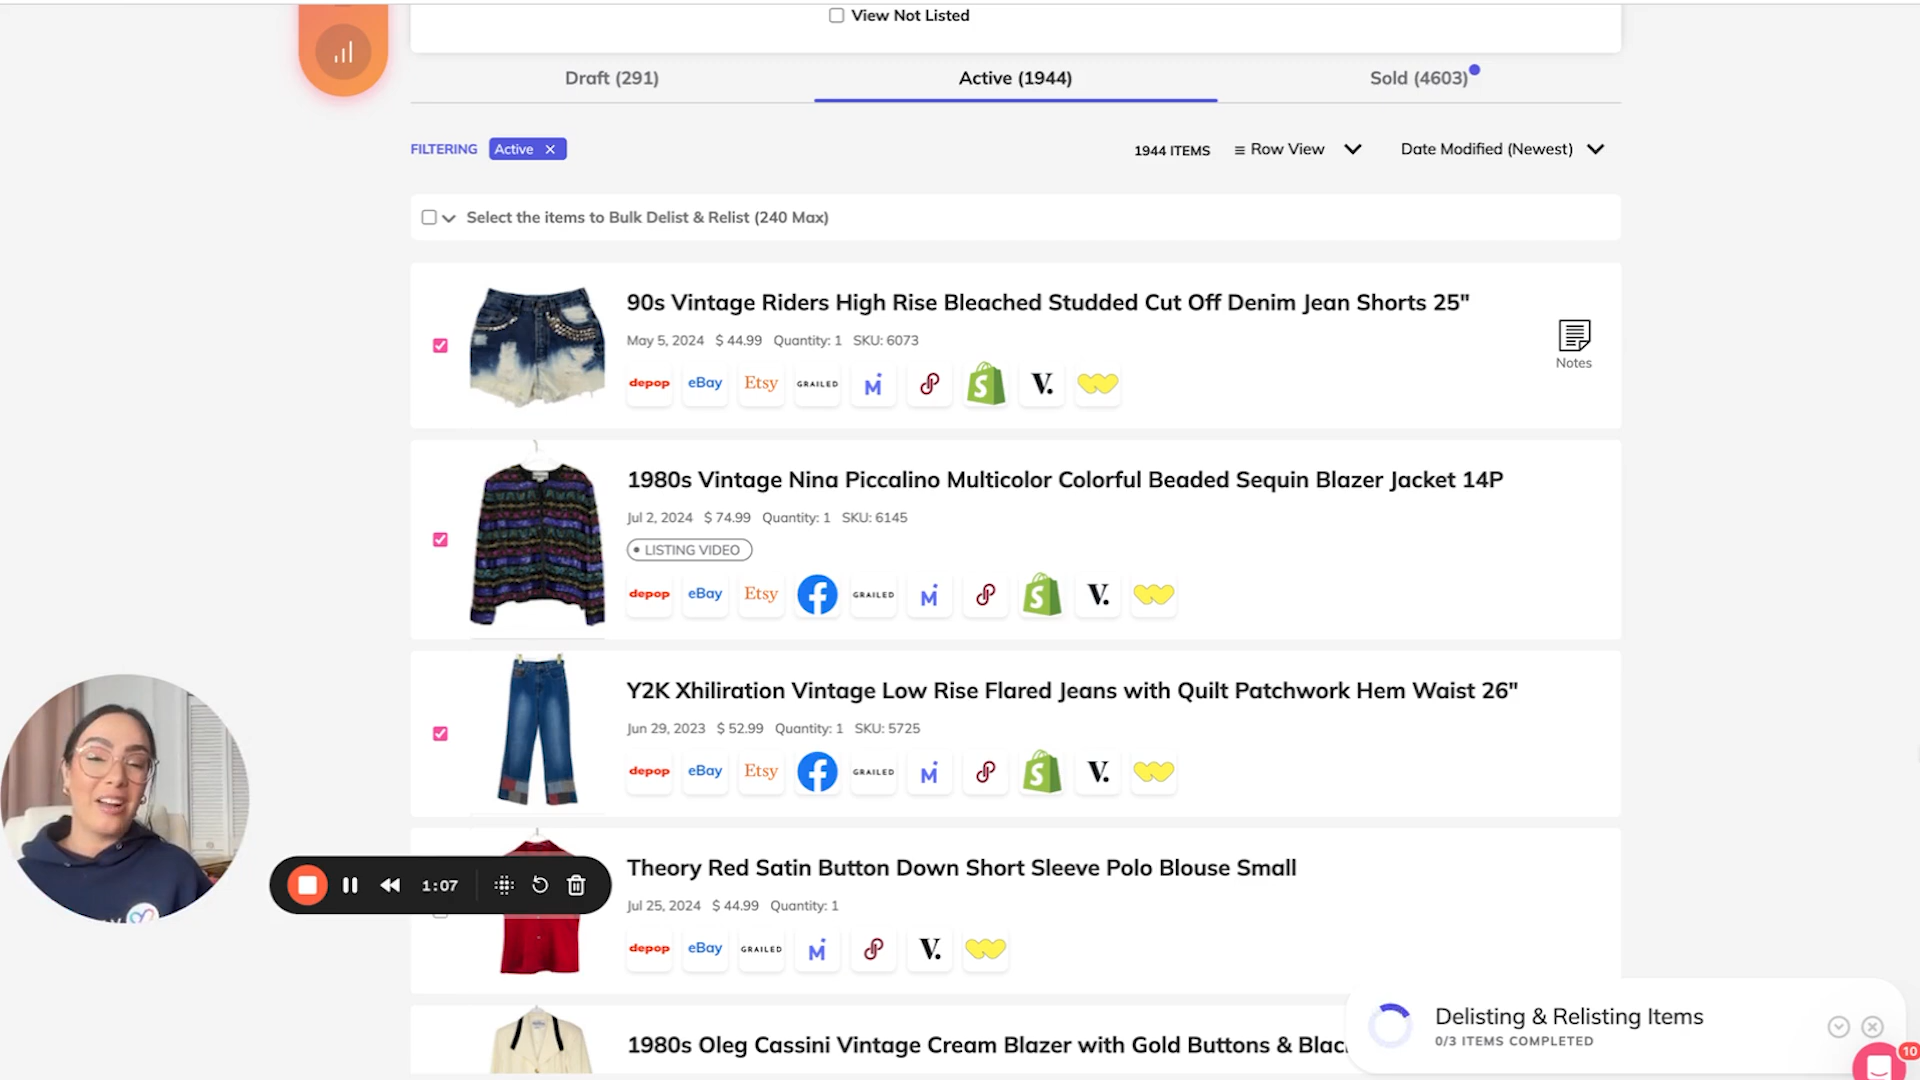 View Not Listed
Draft (291)
Active (1944)
Sold (4603)
FILTERING
Active
1944 ITEMS
Row View
Date Modified (Newest)
Select the items to Bulk Delist & Relist (240 Max)
90s Vintage Riders High Rise Bleached Studded Cut Off Denim Jean Shorts 25"
May 5, 2024 $ 44.99 Quantity: 1 SKU: 6073
Notes
depop eBay Etsy GRAILED M S V.
1980s Vintage Nina Piccalino Multicolor Colorful Beaded Sequin Blazer Jacket 14P
Jul 2, 2024 $ 74.99 Quantity: 1 SKU: 6145
• LISTING VIDEO
depop eBay Etsy f GRAILED M S V.
Y2K Xhiliration Vintage Low Rise Flared Jeans with Quilt Patchwork Hem Waist 26"
Jun 29, 2023 $ 52.99 Quantity: 1 SKU: 5725
depop eBay Etsy f GRAILED M S V.
Theory Red Satin Button Down Short Sleeve Polo Blouse Small
1:07
Jul 25, 2024 $ 44.99 Quantity: 1
depop eBay GRAILED M V.
Delisting & Relisting Items
0/3 ITEMS COMPLETED
1980s Oleg Cassini Vintage Cream Blazer with Gold Buttons & Blac
10